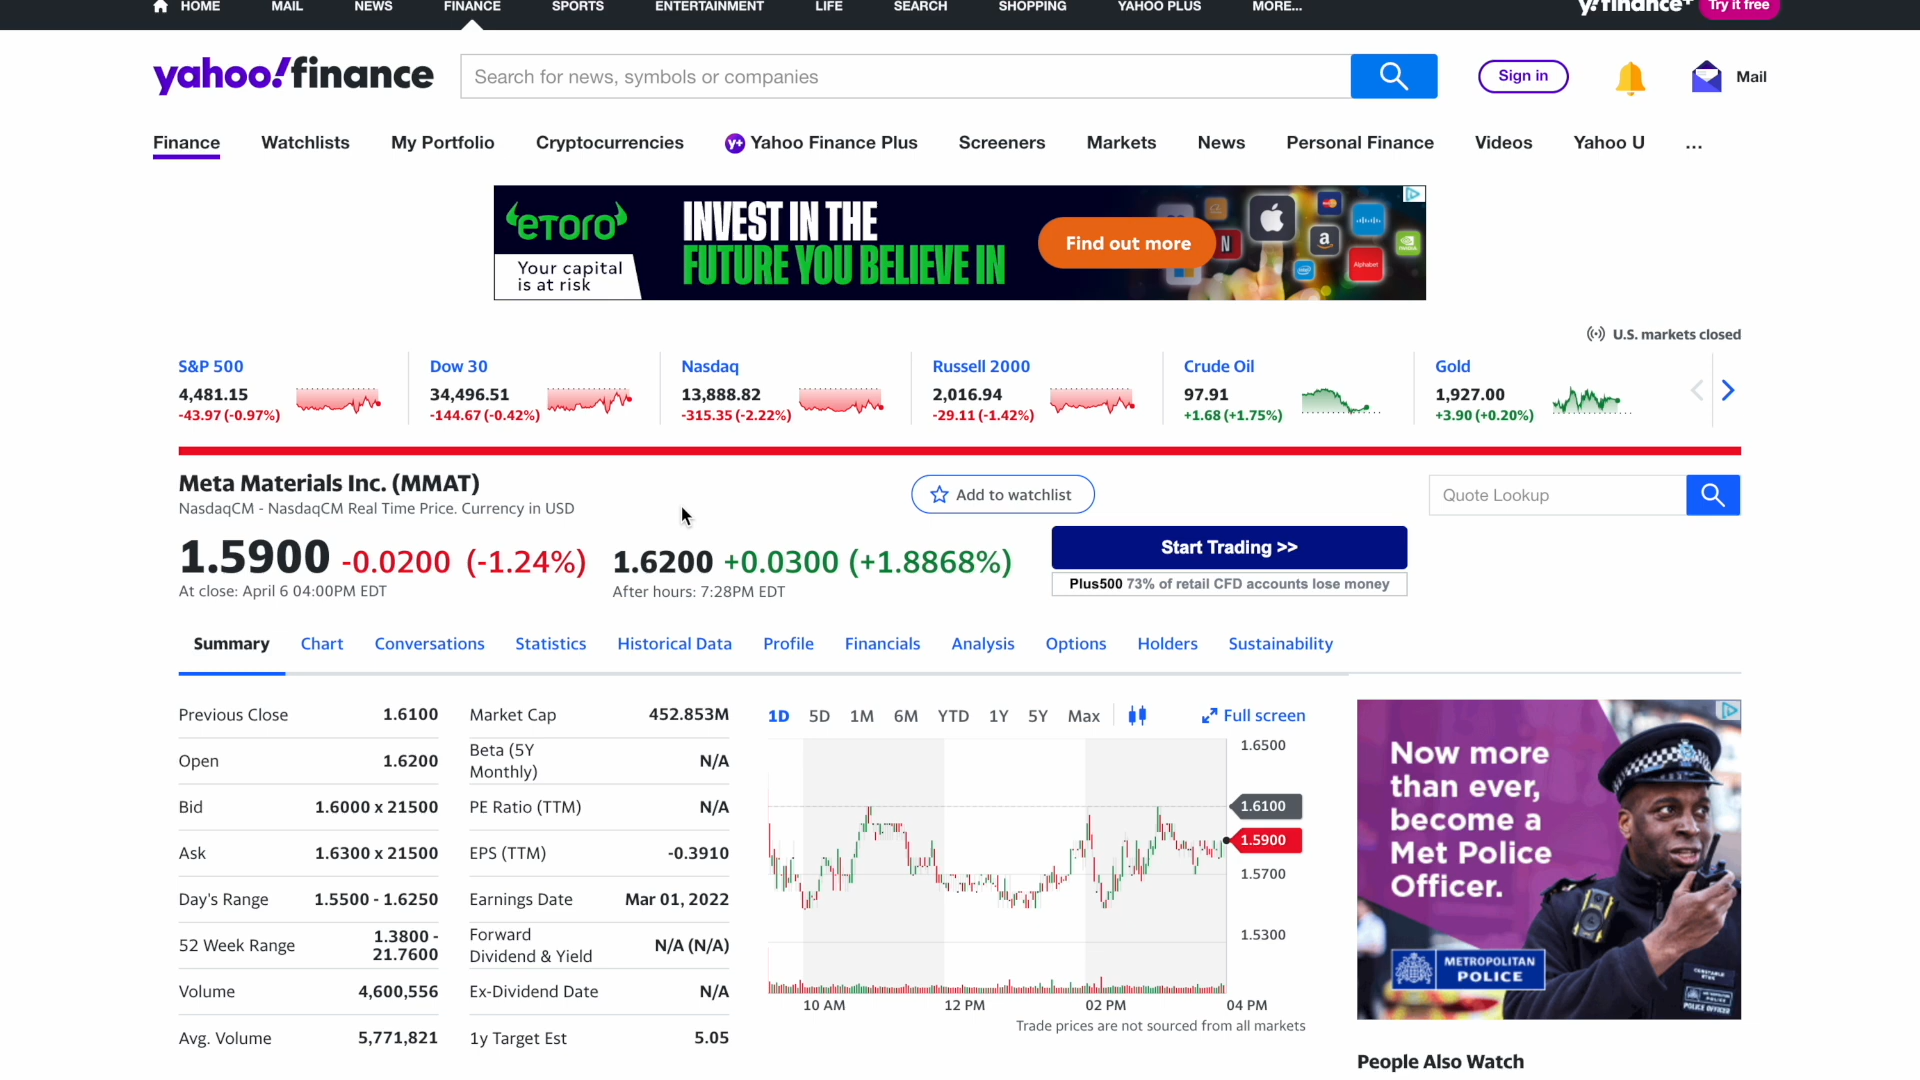 HOME MAIL NEWS FINANCE SPORTS ENTERTAINMENT LIFE SEARCH SHOPPING YAHOO PLUS MORE... y!finance+ Try it free
yahoo!finance Search for news, symbols or companies Sign in Mail
Finance Watchlists My Portfolio Cryptocurrencies y+ Yahoo Finance Plus Screeners Markets News Personal Finance Videos Yahoo U ...
eTORO
Your capital
is at risk
INVEST IN THE
FUTURE YOU BELIEVE IN
Find out more
N
a
intel
Alphabet
U.S. markets closed
S&P 500
4,481.15
-43.97 (-0.97%)
Dow 30
34,496.51
-144.67 (-0.42%)
Nasdaq
13,888.82
-315.35 (-2.22%)
Russell 2000
2,016.94
-29.11 (-1.42%)
Crude Oil
97.91
+1.68 (+1.75%)
Gold
1,927.00
+3.90 (+0.20%)
Meta Materials Inc. (MMAT)
NasdaqCM - NasdaqCM Real Time Price. Currency in USD
Add to watchlist
Quote Lookup
1.5900 -0.0200 (-1.24%)
At close: April 6 04:00PM EDT
1.6200 +0.0300 (+1.8868%)
After hours: 7:28PM EDT
Start Trading >>
Plus500 73% of retail CFD accounts lose money
Summary Chart Conversations Statistics Historical Data Profile Financials Analysis Options Holders Sustainability
Previous Close 1.6100
Open 1.6200
Bid 1.6000 x 21500
Ask 1.6300 x 21500
Day's Range 1.5500 - 1.6250
52 Week Range 1.3800 -
21.7600
Volume 4,600,556
Avg. Volume 5,771,821
Market Cap 452.853M
Beta (5Y
Monthly) N/A
PE Ratio (TTM) N/A
EPS (TTM) -0.3910
Earnings Date Mar 01, 2022
Forward
Dividend & Yield N/A (N/A)
Ex-Dividend Date N/A
1y Target Est 5.05
1D 5D 1M 6M YTD 1Y 5Y Max Full screen
1.6500
1.6100
1.5900
1.5700
1.5300
10 AM 12 PM 02 PM 04 PM
Trade prices are not sourced from all markets
Now more
than ever,
become a
Met Police
Officer.
METROPOLITAN
POLICE
People Also Watch